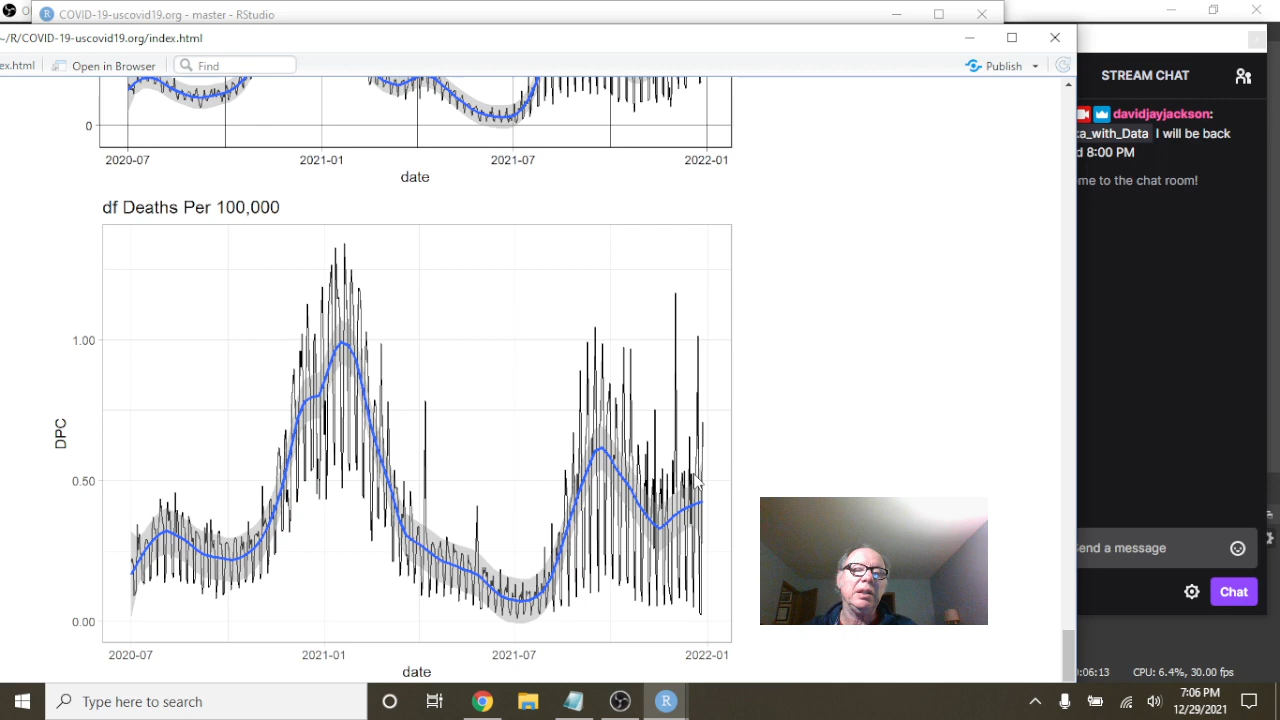 COVID-19-uscovid19.org - master - RStudio
~/R/COVID-19-uscovid19.org/index.html
ex.html
Open in Browser
Find
Publish
0
2020-07
2021-01
2021-07
2022-01
date
df Deaths Per 100,000
DPC
1.00
0.50
0.00
2020-07
2021-01
2021-07
2022-01
date
STREAM CHAT
davidjayjackson:
a_with_Data I will be back
d 8:00 PM
me to the chat room!
end a message
Chat
:06:13
CPU: 6.4%, 30.00 fps
Type here to search
7:06 PM
12/29/2021